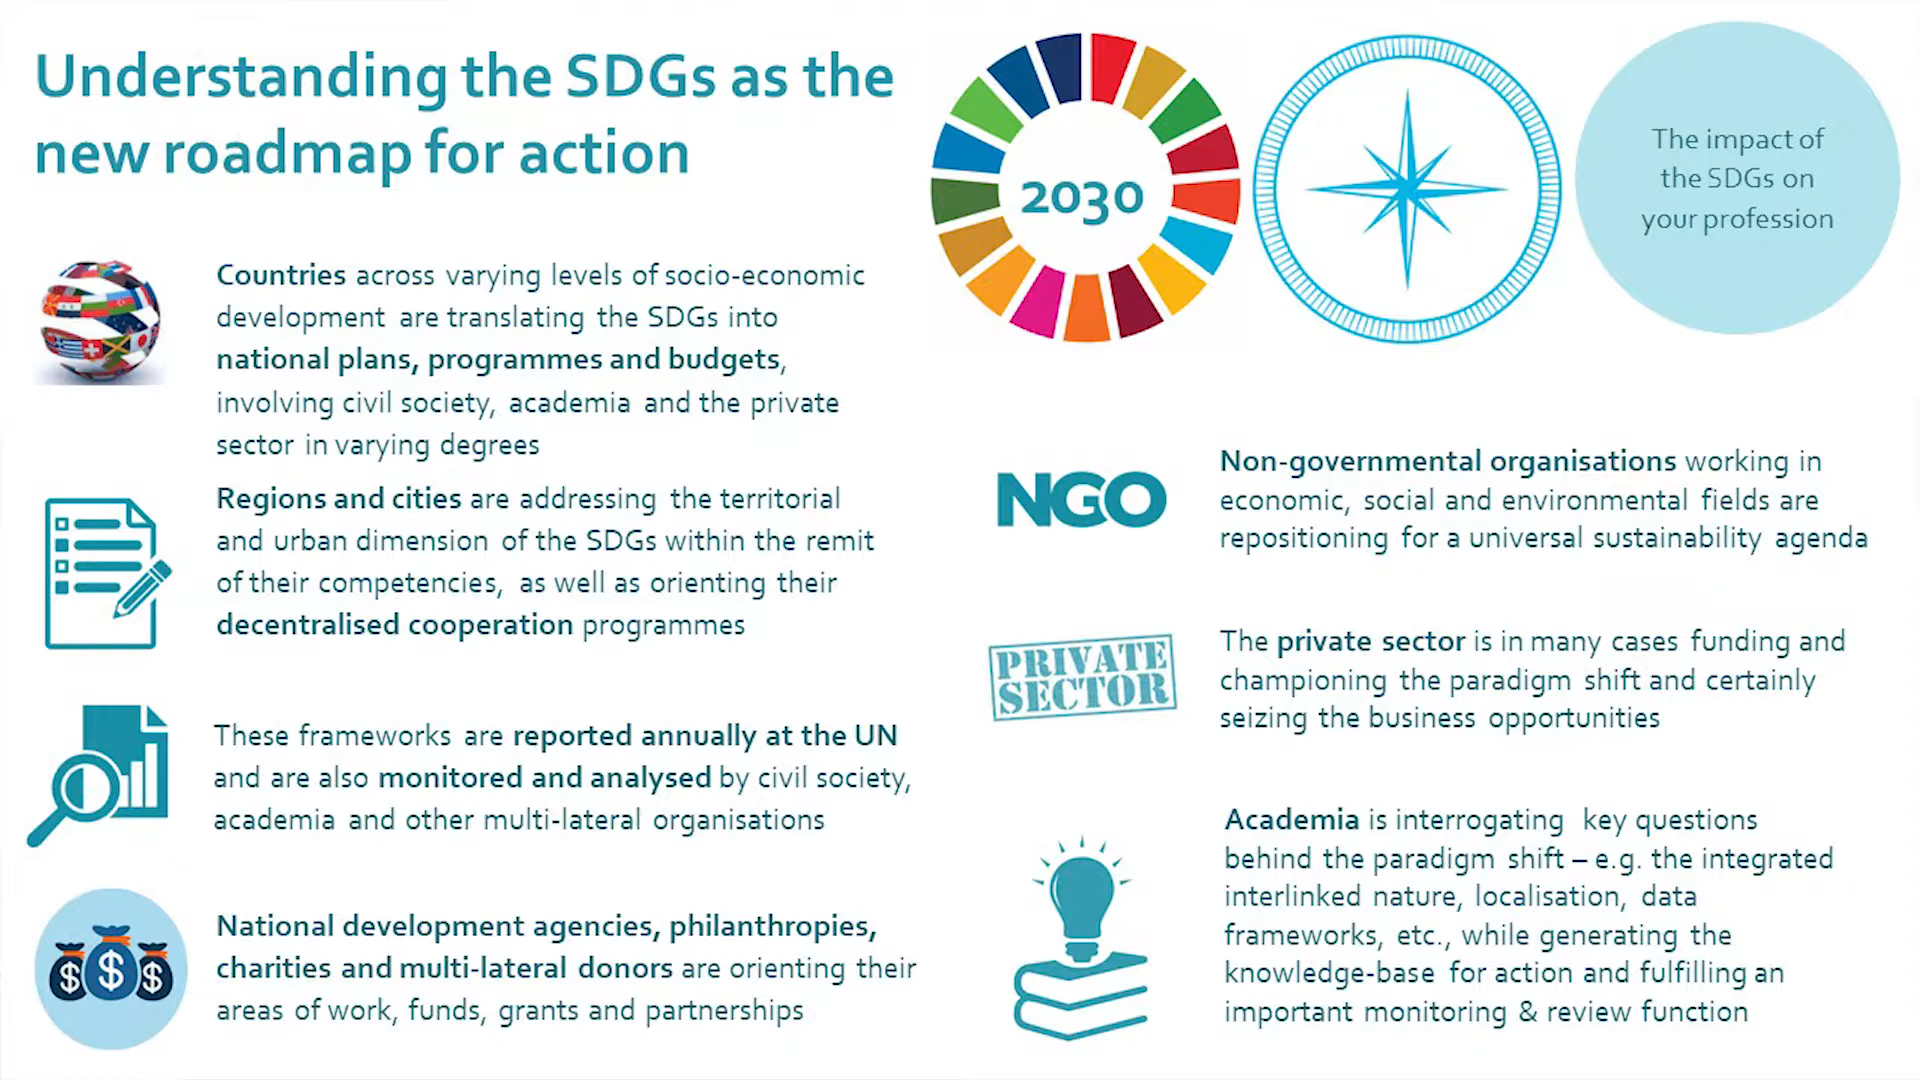 Understanding the SDGs as the
new roadmap for action
2030
The impact of
the SDGs on
your profession
Countries across varying levels of socio-economic
development are translating the SDGs into
national plans, programmes and budgets,
involving civil society, academia and the private
sector in varying degrees
Regions and cities are addressing the territorial
and urban dimension of the SDGs within the remit
of their competencies, as well as orienting their
decentralised cooperation programmes
These frameworks are reported annually at the UN
and are also monitored and analysed by civil society,
academia and other multi-lateral organisations
$ $ $
National development agencies, philanthropies,
charities and multi-lateral donors are orienting their
areas of work, funds, grants and partnerships
NGO
Non-governmental organisations working in
economic, social and environmental fields are
repositioning for a universal sustainability agenda
PRIVATE
SECTOR
The private sector is in many cases funding and
championing the paradigm shift and certainly
seizing the business opportunities
Academia is interrogating key questions
behind the paradigm shift – e.g. the integrated
interlinked nature, localisation, data
frameworks, etc., while generating the
knowledge-base for action and fulfilling an
important monitoring & review function